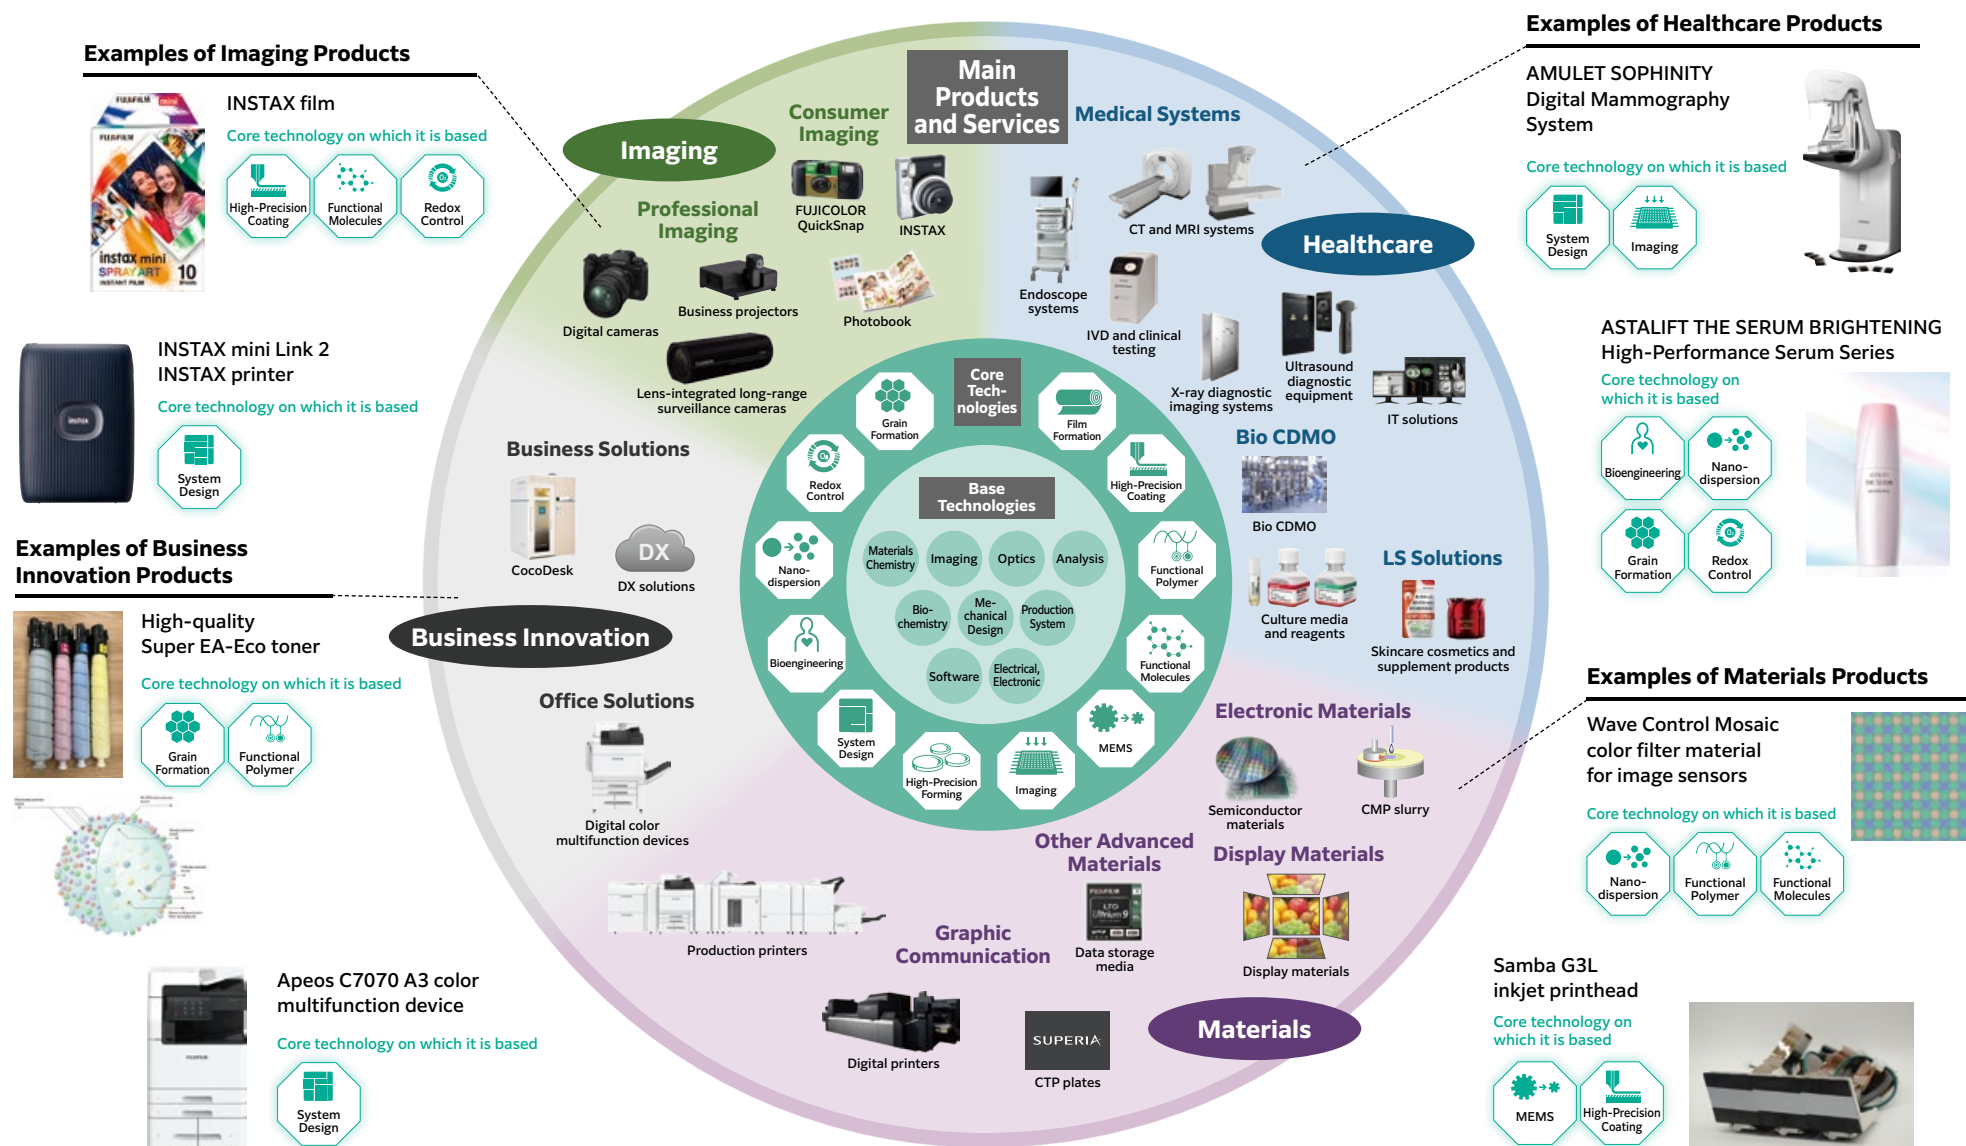 Examples of Imaging Products
FUJIFILM mini
FUJIFILM
instax mini
SPRAY ART
INSTANT FILM
10
INSTAX film
Core technology on which it is based
High-Precision
Coating
Functional
Molecules
Redox
Control
instax
INSTAX mini Link 2
INSTAX printer
Core technology on which it is based
System
Design
Examples of Business
Innovation Products
High-quality
Super EA-Eco toner
Core technology on which it is based
Grain
Formation
Functional
Polymer
Apeos C7070 A3 color
multifunction device
Core technology on which it is based
System
Design
Main
Products
and Services
Imaging
Consumer
Imaging
FUJICOLOR
QuickSnap
INSTAX
Professional
Imaging
Digital cameras
Business projectors
Photobook
Lens-integrated long-range
surveillance cameras
Healthcare
Medical Systems
CT and MRI systems
Endoscope
systems
IVD and clinical
testing
X-ray diagnostic
imaging systems
Ultrasound
diagnostic
equipment
IT solutions
Bio CDMO
Bio CDMO
LS Solutions
Culture media
and reagents
Skincare cosmetics and
supplement products
Business Solutions
CocoDesk
DX
DX solutions
Business Innovation
Office Solutions
Digital color
multifunction devices
Production printers
Core
Tech-
nologies
Grain
Formation
Film
Formation
Redox
Control
High-Precision
Coating
Nano-
dispersion
Functional
Polymer
Bioengineering
Functional
Molecules
System
Design
MEMS
High-Precision
Forming
Imaging
Base
Technologies
Materials
Chemistry
Imaging
Optics
Analysis
Bio-
chemistry
Me-
chanical
Design
Production
System
Software
Electrical,
Electronic
Electronic Materials
Semiconductor
materials
CMP slurry
Other Advanced
Materials
FUJIFILM
LTO
Ultrium 9
Data storage
media
Display Materials
Display materials
Graphic
Communication
Digital printers
SUPERIA
CTP plates
Materials
Examples of Healthcare Products
AMULET SOPHINITY
Digital Mammography
System
Core technology on which it is based
System
Design
Imaging
ASTALIFT THE SERUM BRIGHTENING
High-Performance Serum Series
Core technology on
which it is based
Bioengineering
Nano-
dispersion
Grain
Formation
Redox
Control
Examples of Materials Products
Wave Control Mosaic
color filter material
for image sensors
Core technology on which it is based
Nano-
dispersion
Functional
Polymer
Functional
Molecules
Samba G3L
inkjet printhead
Core technology on
which it is based
MEMS
High-Precision
Coating